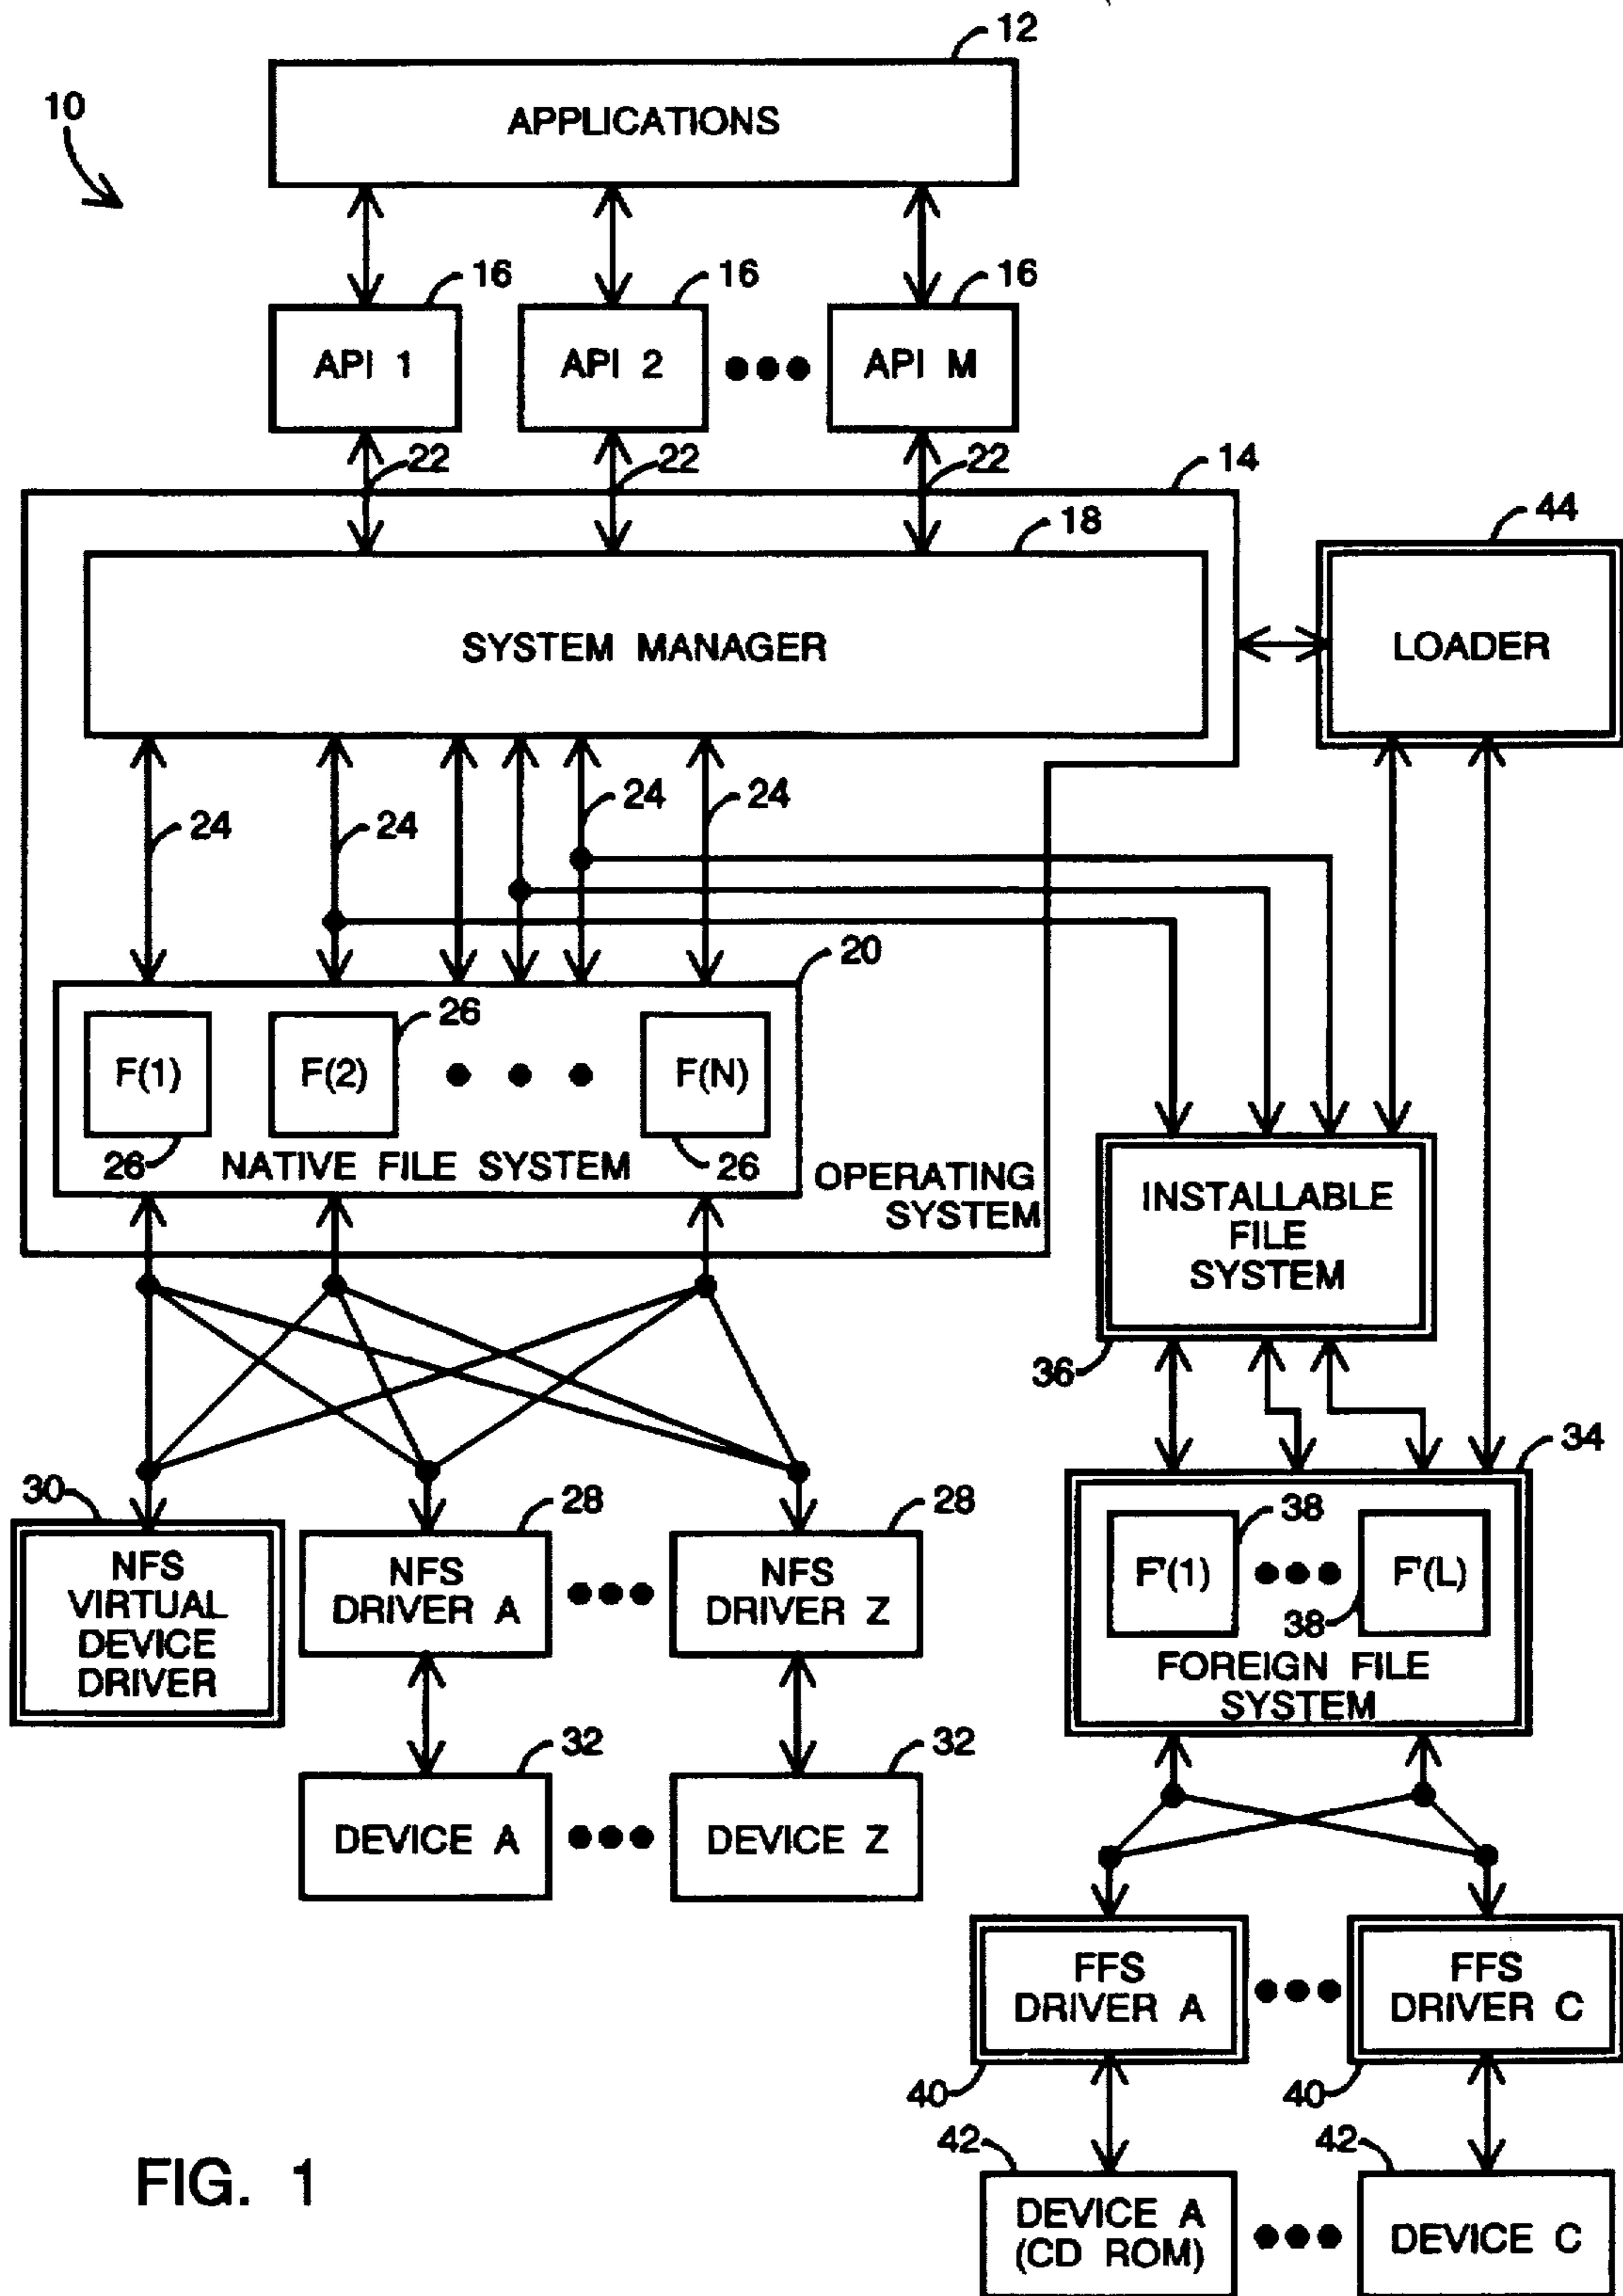 12
10
APPLICATIONS
16
16
16
API 1
API 2
API M
22
22
22
14
18
44
SYSTEM MANAGER
LOADER
24
24
24
24
20
26
F(1)
F(2)
F(N)
26
NATIVE FILE SYSTEM
26
OPERATING
SYSTEM
INSTALLABLE
FILE
SYSTEM
36
34
30
28
28
38
NFS
VIRTUAL
DEVICE
DRIVER
NFS
DRIVER A
NFS
DRIVER Z
F'(1)
F'(L)
38
FOREIGN FILE
SYSTEM
32
32
DEVICE A
DEVICE Z
FFS
DRIVER A
FFS
DRIVER C
40
40
42
42
DEVICE A
(CD ROM)
DEVICE C
FIG. 1